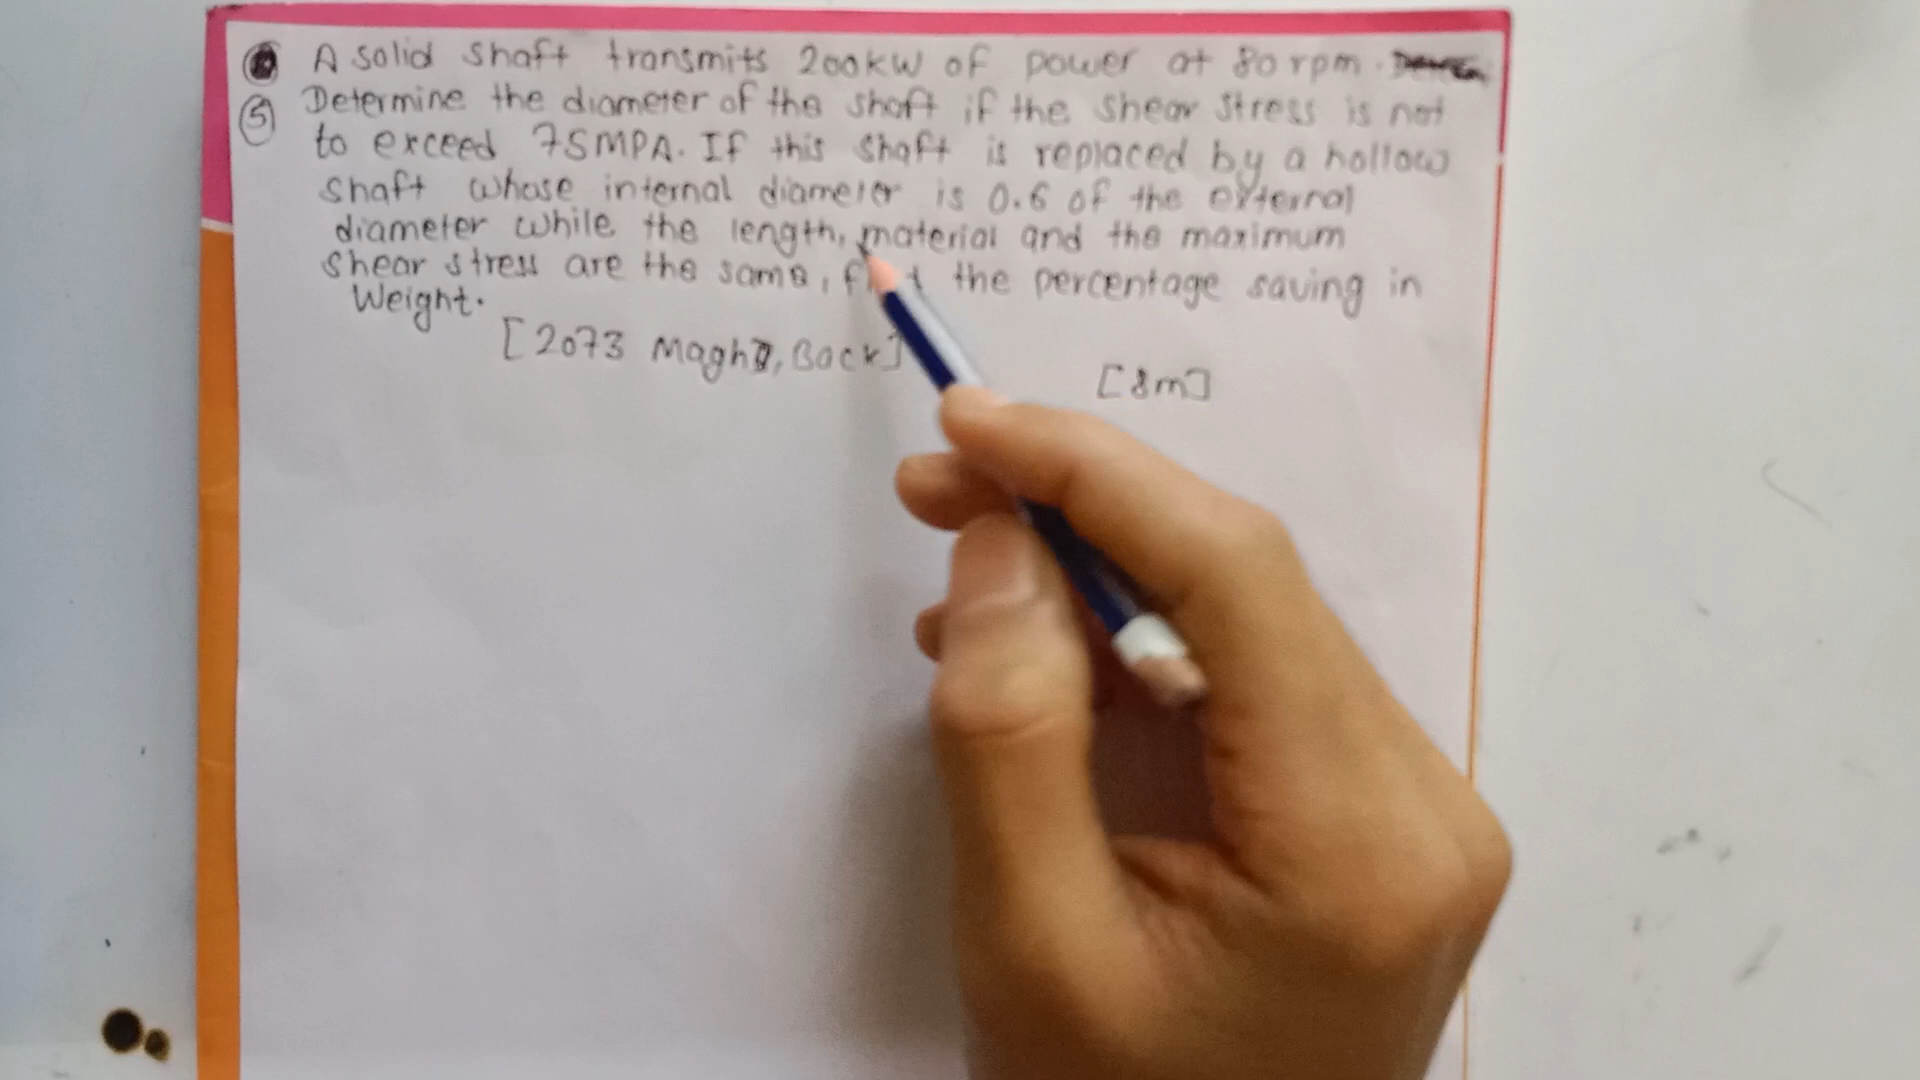 A solid shaft transmits 200kW of power at 80 rpm.
(5) Determine the diameter of the shaft if the shear stress is not
to exceed 75MPA. If this shaft is replaced by a hollow
shaft whose internal diameter is 0.6 of the external
diameter while the length, material and the maximum
shear stress are the same, the percentage saving in
Weight.
[2073 Magh, Back]
[8m]